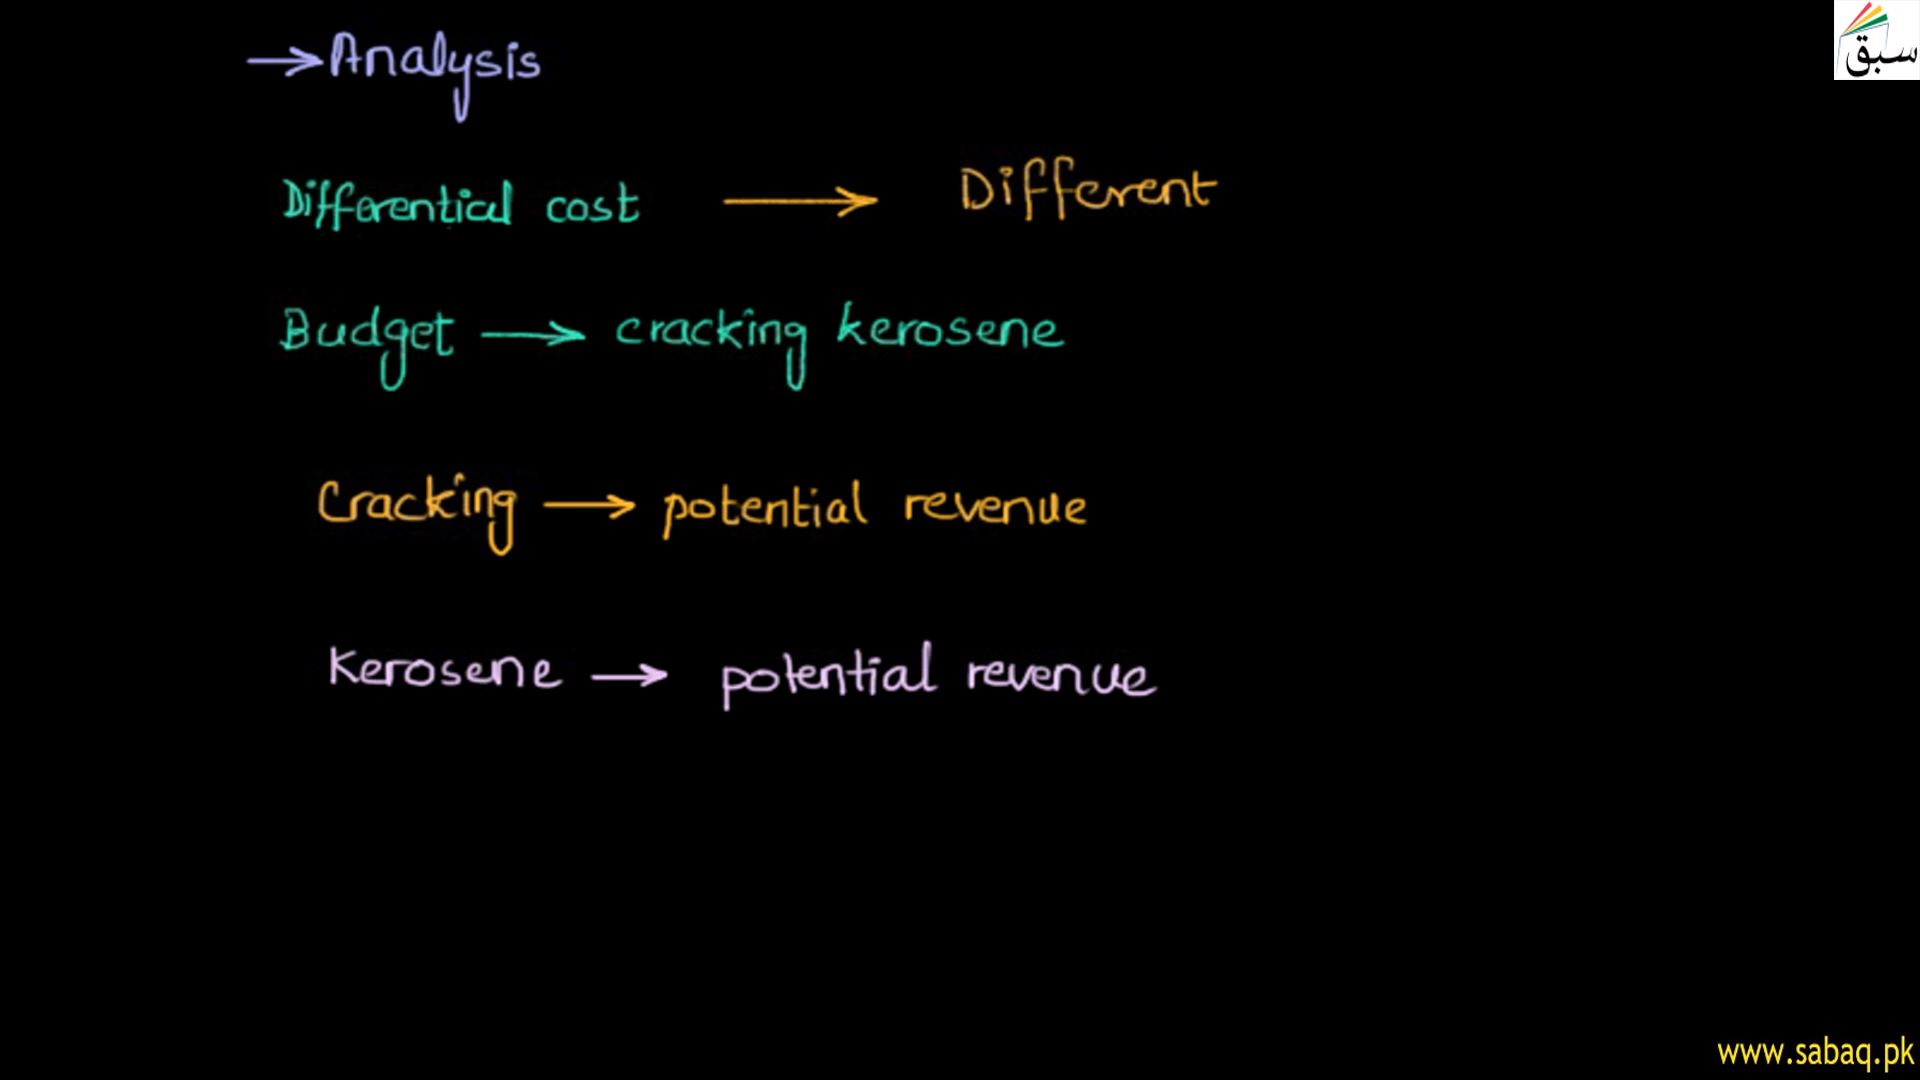 → Analysis
سبق
Differential cost → Different
Budget → cracking kerosene
Cracking → potential revenue
Kerosene → potential revenue
www.sabaq.pk